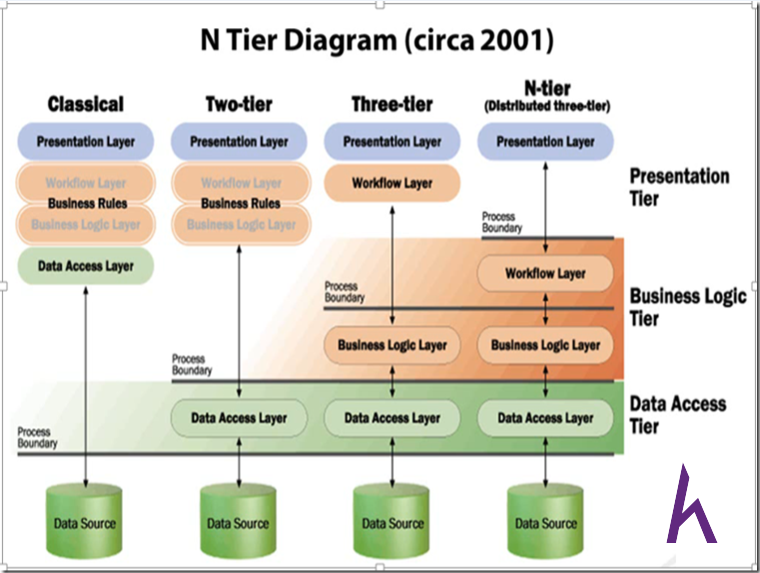 N Tier Diagram (circa 2001)
Classical
Two-tier
Three-tier
N-tier
(Distributed three-tier)
Presentation Layer
Presentation Layer
Presentation Layer
Presentation Layer
Workflow Layer
Business Rules
Business Logic Layer
Workflow Layer
Business Rules
Business Logic Layer
Workflow Layer
Presentation
Tier
Process
Boundary
Data Access Layer
Workflow Layer
Process
Boundary
Business Logic
Tier
Business Logic Layer
Business Logic Layer
Process
Boundary
Data Access Layer
Data Access Layer
Data Access Layer
Data Access
Tier
Process
Boundary
Data Source
Data Source
Data Source
Data Source